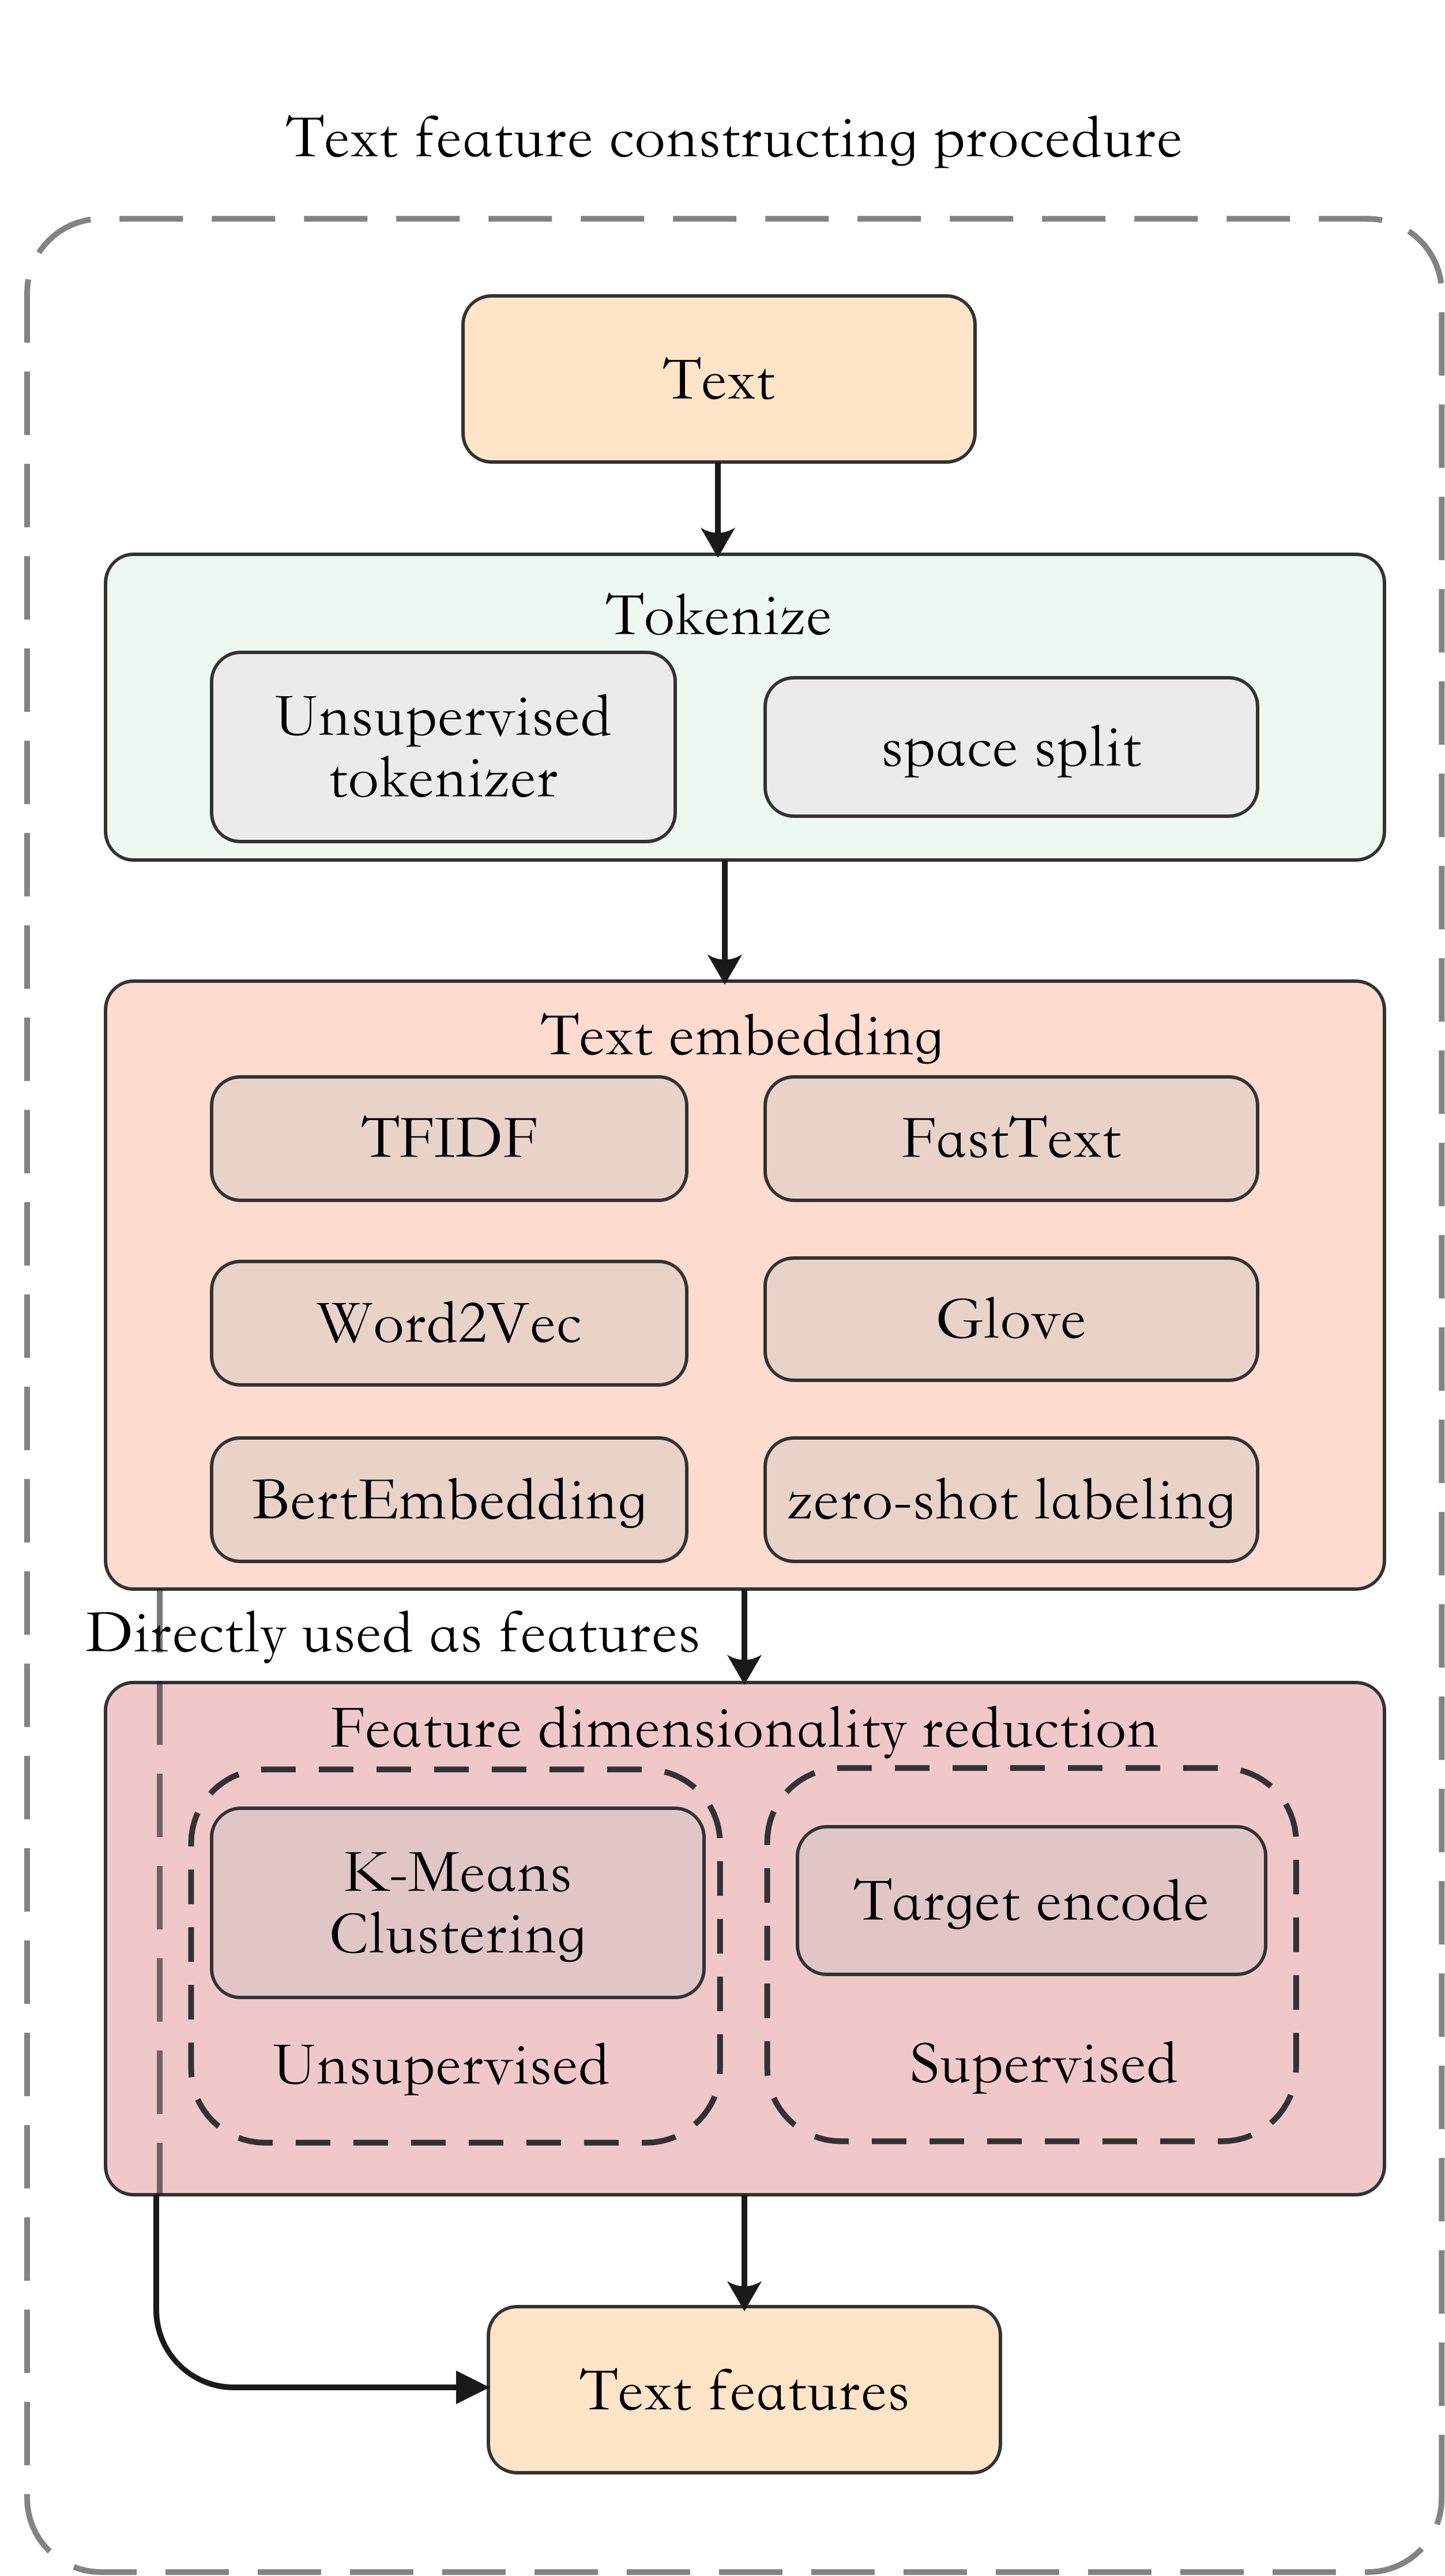 Text feature constructing procedure
Text
Tokenize
Unsupervised
tokenizer
space split
Text embedding
TFIDF
FastText
Word2Vec
Glove
BertEmbedding
zero-shot labeling
Directly used as features
Feature dimensionality reduction
K-Means
Clustering
Target encode
Unsupervised
Supervised
Text features